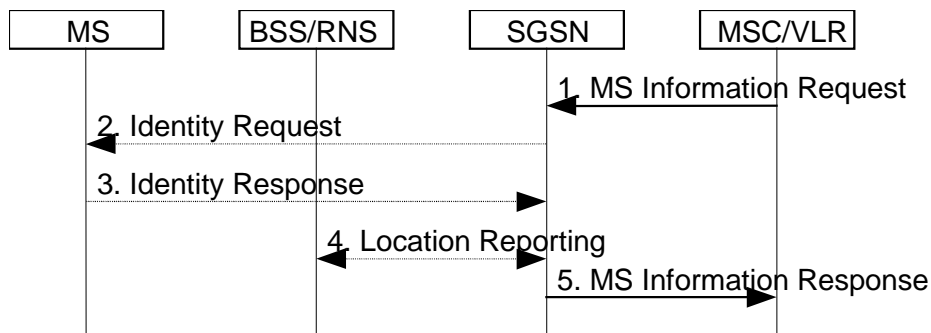 MS
BSS/RNS
SGSN
MSC/VLR
1. MS Information Request
2. Identity Request
3. Identity Response
4. Location Reporting
5. MS Information Response